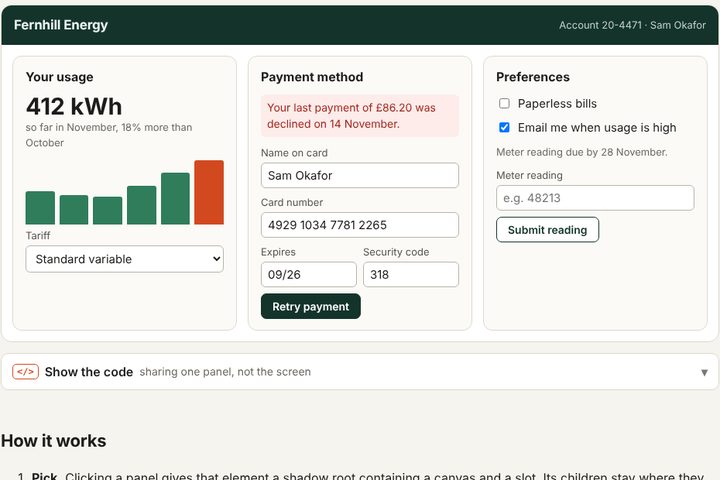 Fernhill Energy
Account 20-4471 · Sam Okafor
Your usage
412 kWh
so far in November, 18% more than
October
Tariff
Standard variable
Payment method
Your last payment of £86.20 was
declined on 14 November.
Name on card
Sam Okafor
Card number
4929 1034 7781 2265
Expires
Security code
09/26
318
Retry payment
Preferences
Paperless bills
Email me when usage is high
Meter reading due by 28 November.
Meter reading
e.g. 48213
Submit reading
</> Show the code sharing one panel, not the screen
How it works
1. Pick. Clicking a panel gives that element a shadow root containing a canvas and a slot. Its children stay where they